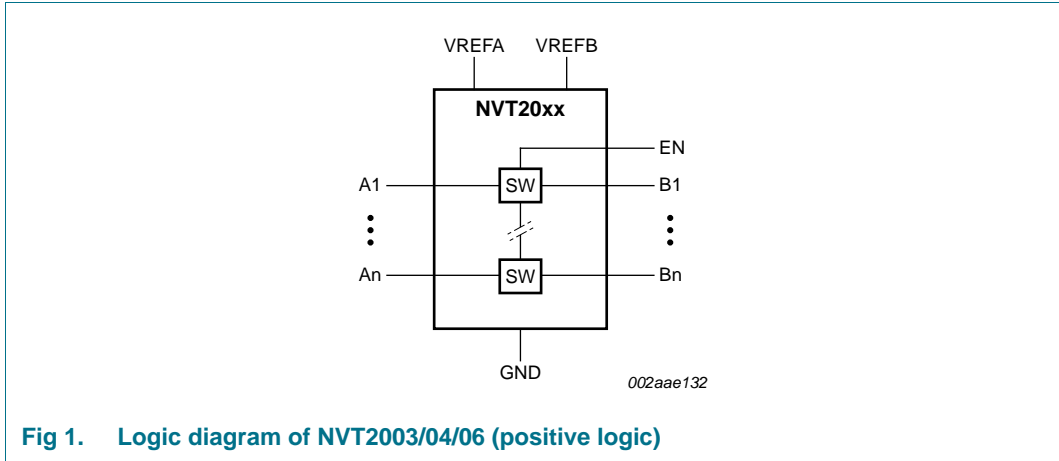 VREFA VREFB
NVT20xx
EN
A1 SW B1
An SW Bn
GND
002aae132
Fig 1. Logic diagram of NVT2003/04/06 (positive logic)